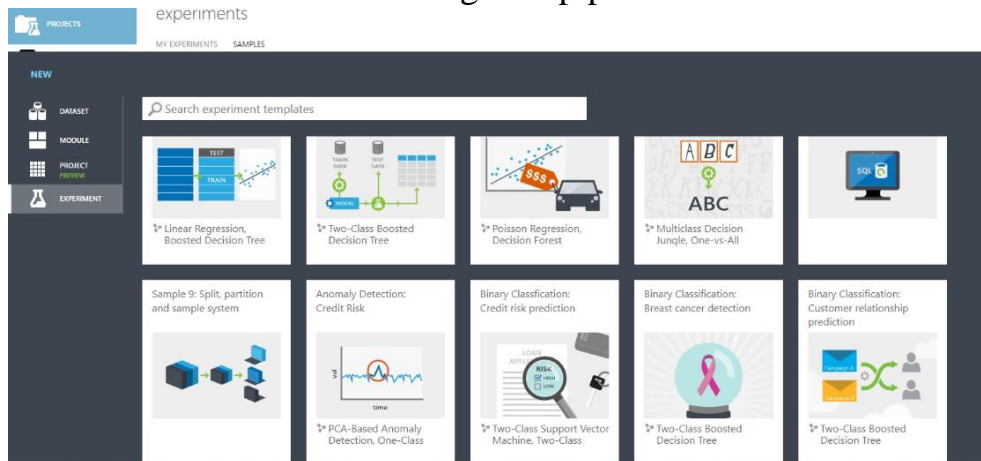 PROJECTS
experiments
MY EXPERIMENTS SAMPLES
NEW
DATASET
MODULE
PROJECT
PREVIEW
EXPERIMENT
Search experiment templates
TEST
TRAIN
Linear Regression,
Boosted Decision Tree
TRAIN DATA
TEST DATA
MODEL
Two-Class Boosted
Decision Tree
$$$
Poisson Regression,
Decision Forest
A B C
ABC
Multiclass Decision
Jungle, One-vs-All
SQL
Sample 9: Split, partition
and sample system
Anomaly Detection:
Credit Risk
val
time
PCA-Based Anomaly
Detection, One-Class
Binary Classfication:
Credit risk prediction
LOAN
RISK
HIGH
LOW
Two-Class Support Vector
Machine, Two-Class
Binary Classification:
Breast cancer detection
Two-Class Boosted
Decision Tree
Binary Classification:
Customer relationship
prediction
Campaign A
Two-Class Boosted
Decision Tree